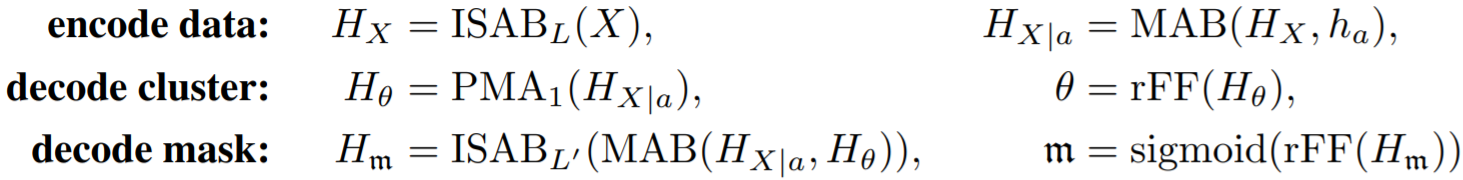 encode data: H_X = ISAB_L(X), H_{X|a} = MAB(H_X, h_a),
decode cluster: H_θ = PMA_1(H_{X|a}), θ = rFF(H_θ),
decode mask: H_𝔪 = ISAB_{L′}(MAB(H_{X|a}, H_θ)), 𝔪 = sigmoid(rFF(H_𝔪))